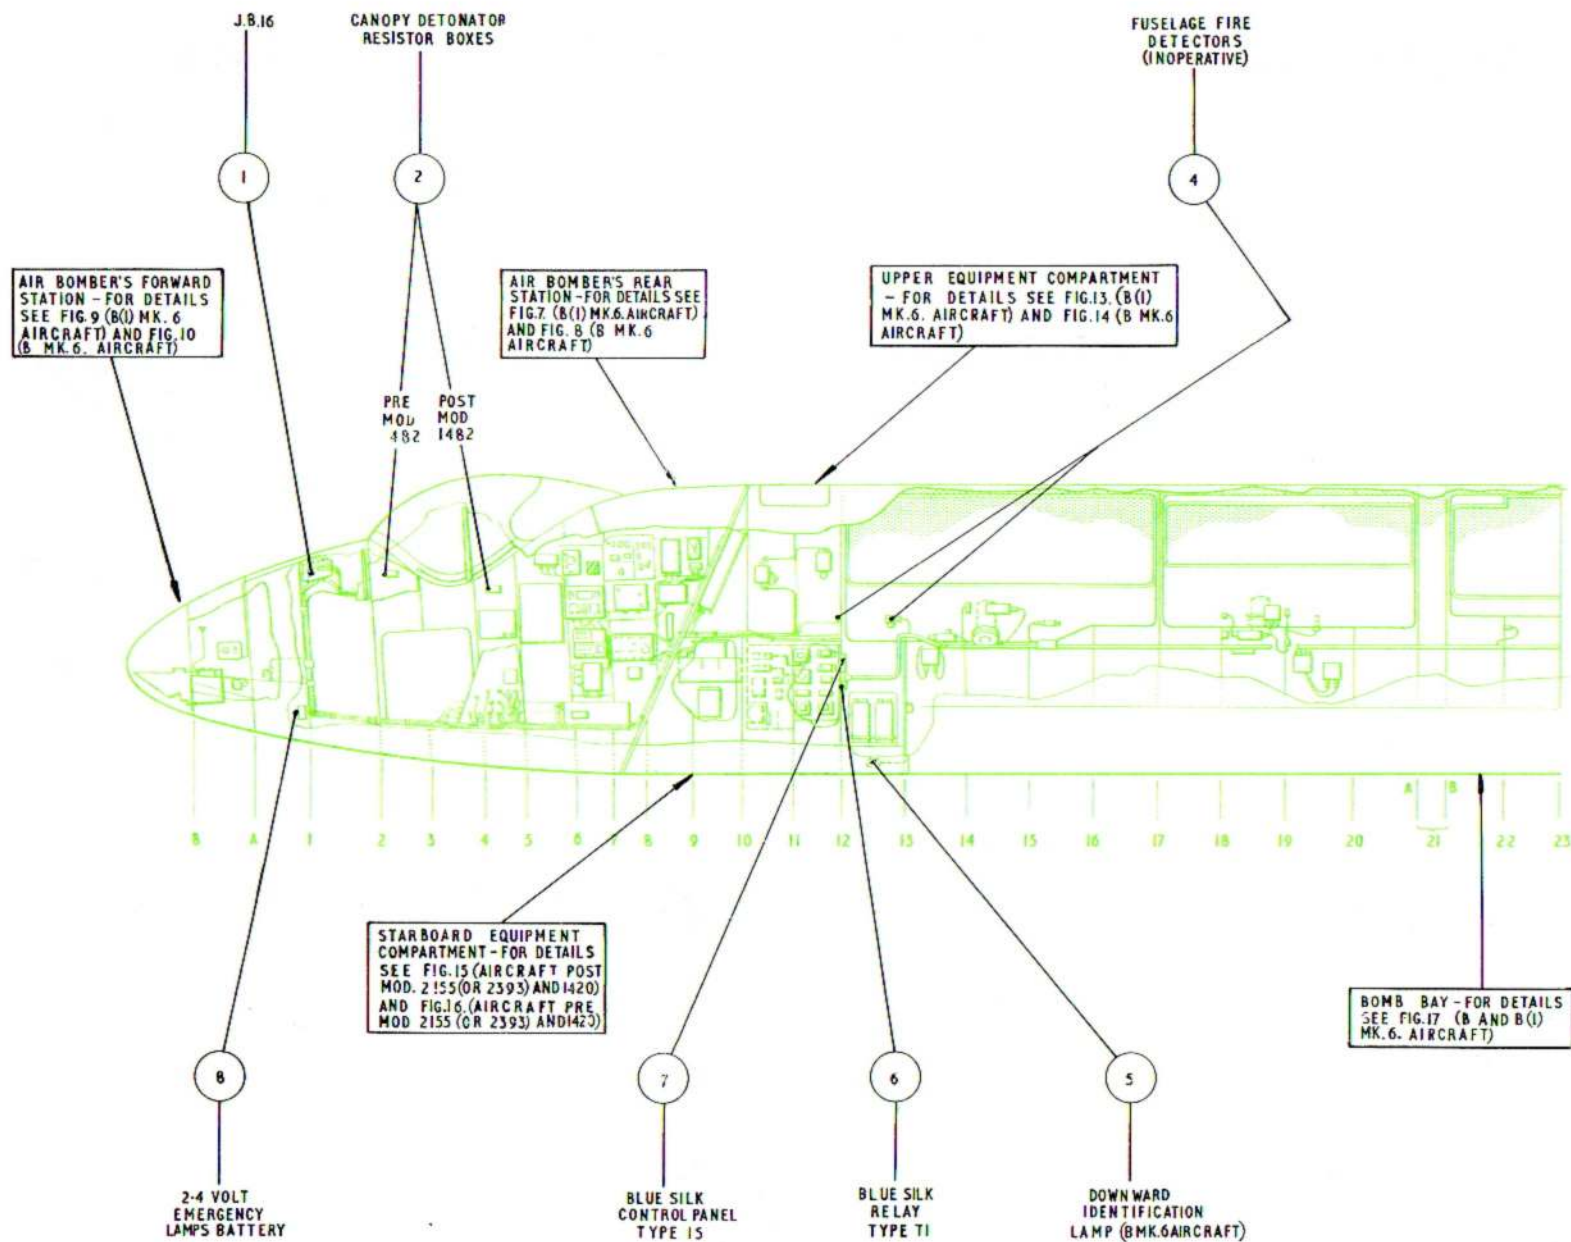 J.B.16
CANOPY DETONATOR
RESISTOR BOXES
FUSELAGE FIRE
DETECTORS
(INOPERATIVE)
1
2
4
AIR BOMBER'S FORWARD
STATION - FOR DETAILS
SEE FIG.9 (B(I) MK. 6
AIRCRAFT) AND FIG.10
(B MK.6. AIRCRAFT)
AIR BOMBER'S REAR
STATION - FOR DETAILS SEE
FIG.7. (B(I) MK.6. AIRCRAFT)
AND FIG. 8 (B MK.6
AIRCRAFT)
UPPER EQUIPMENT COMPARTMENT
- FOR DETAILS SEE FIG.13. (B(I)
MK.6. AIRCRAFT) AND FIG.14 (B MK.6
AIRCRAFT)
PRE
MOD
482
POST
MOD
1482
B A 1 2 3 4 5 6 7 8 9 10 11 12 13 14 15 16 17 18 19 20 A 21 B 22 23
STARBOARD EQUIPMENT
COMPARTMENT - FOR DETAILS
SEE FIG.15 (AIRCRAFT POST
MOD. 2155 (OR 2393) AND 1420)
AND FIG.16. (AIRCRAFT PRE
MOD 2155 (OR 2393) AND 1420)
BOMB BAY - FOR DETAILS
SEE FIG.17 (B AND B(I)
MK.6. AIRCRAFT)
8
7
6
5
2·4 VOLT
EMERGENCY
LAMPS BATTERY
BLUE SILK
CONTROL PANEL
TYPE 15
BLUE SILK
RELAY
TYPE T1
DOWNWARD
IDENTIFICATION
LAMP (B MK.6 AIRCRAFT)